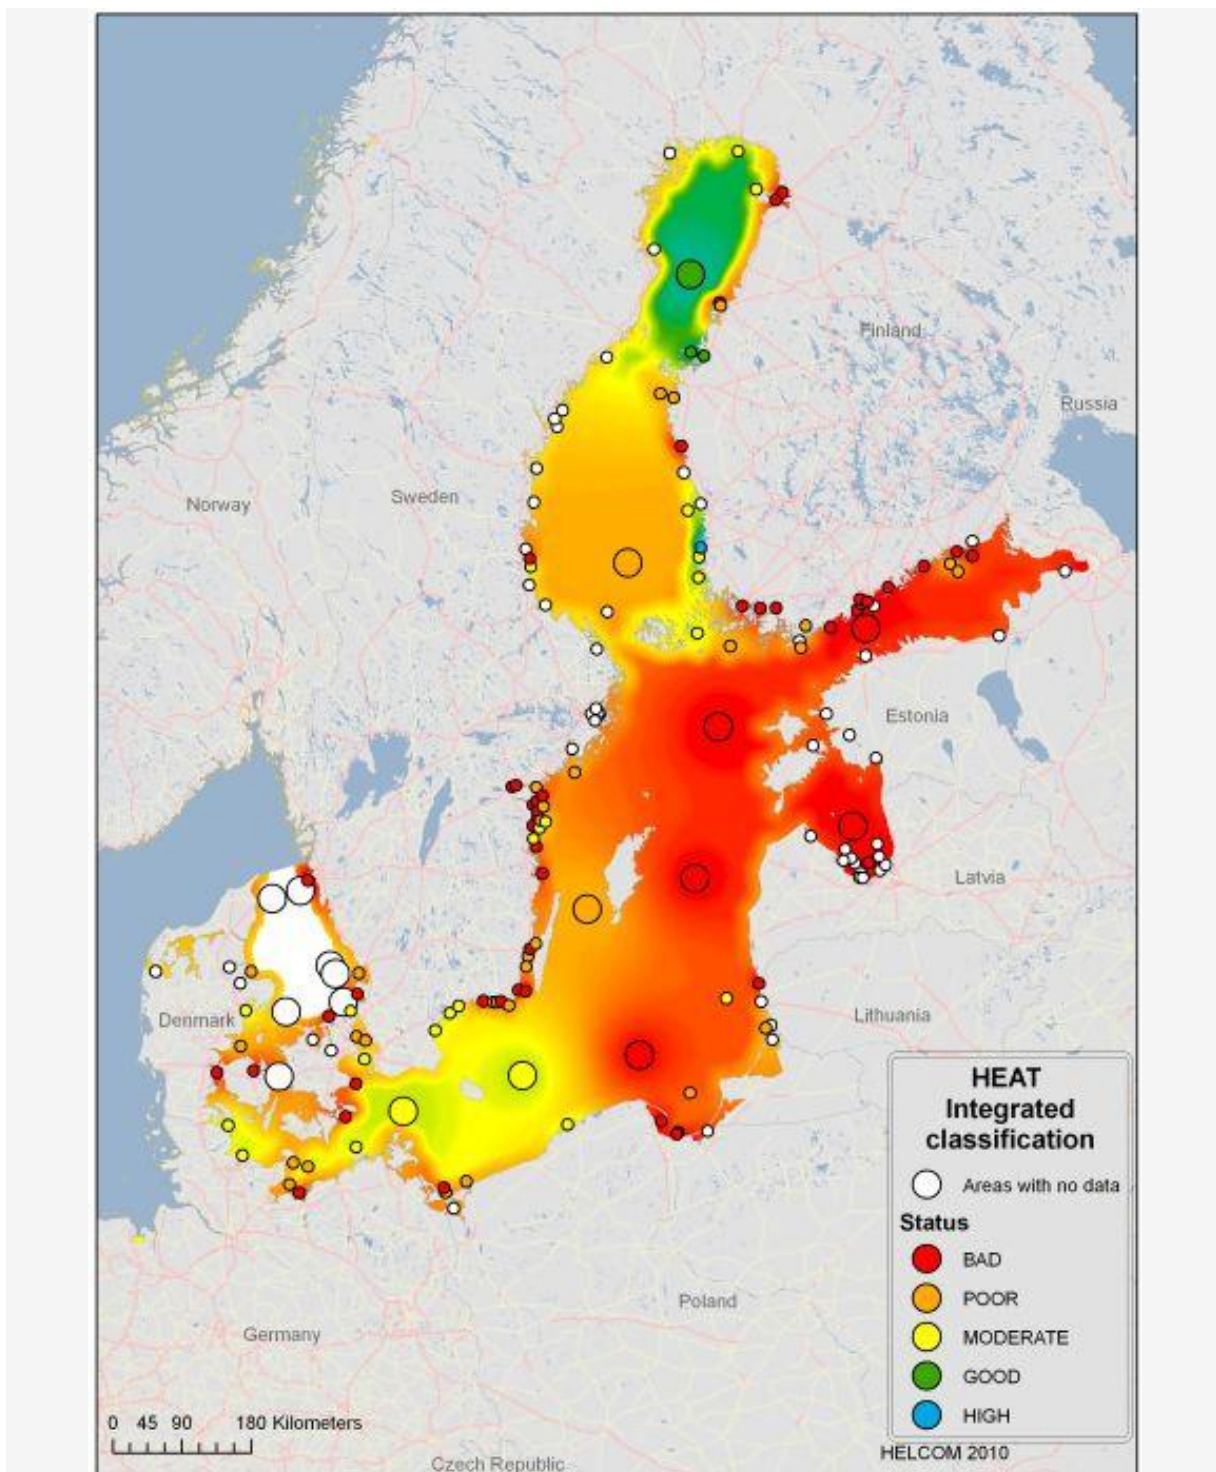 Finland
Russia
Norway
Sweden
Estonia
Latvia
Denmark
Lithuania
HEAT
Integrated
classification
Areas with no data
Status
BAD
POOR
MODERATE
GOOD
HIGH
Poland
Germany
0 45 90 180 Kilometers
HELCOM 2010
Czech Republic